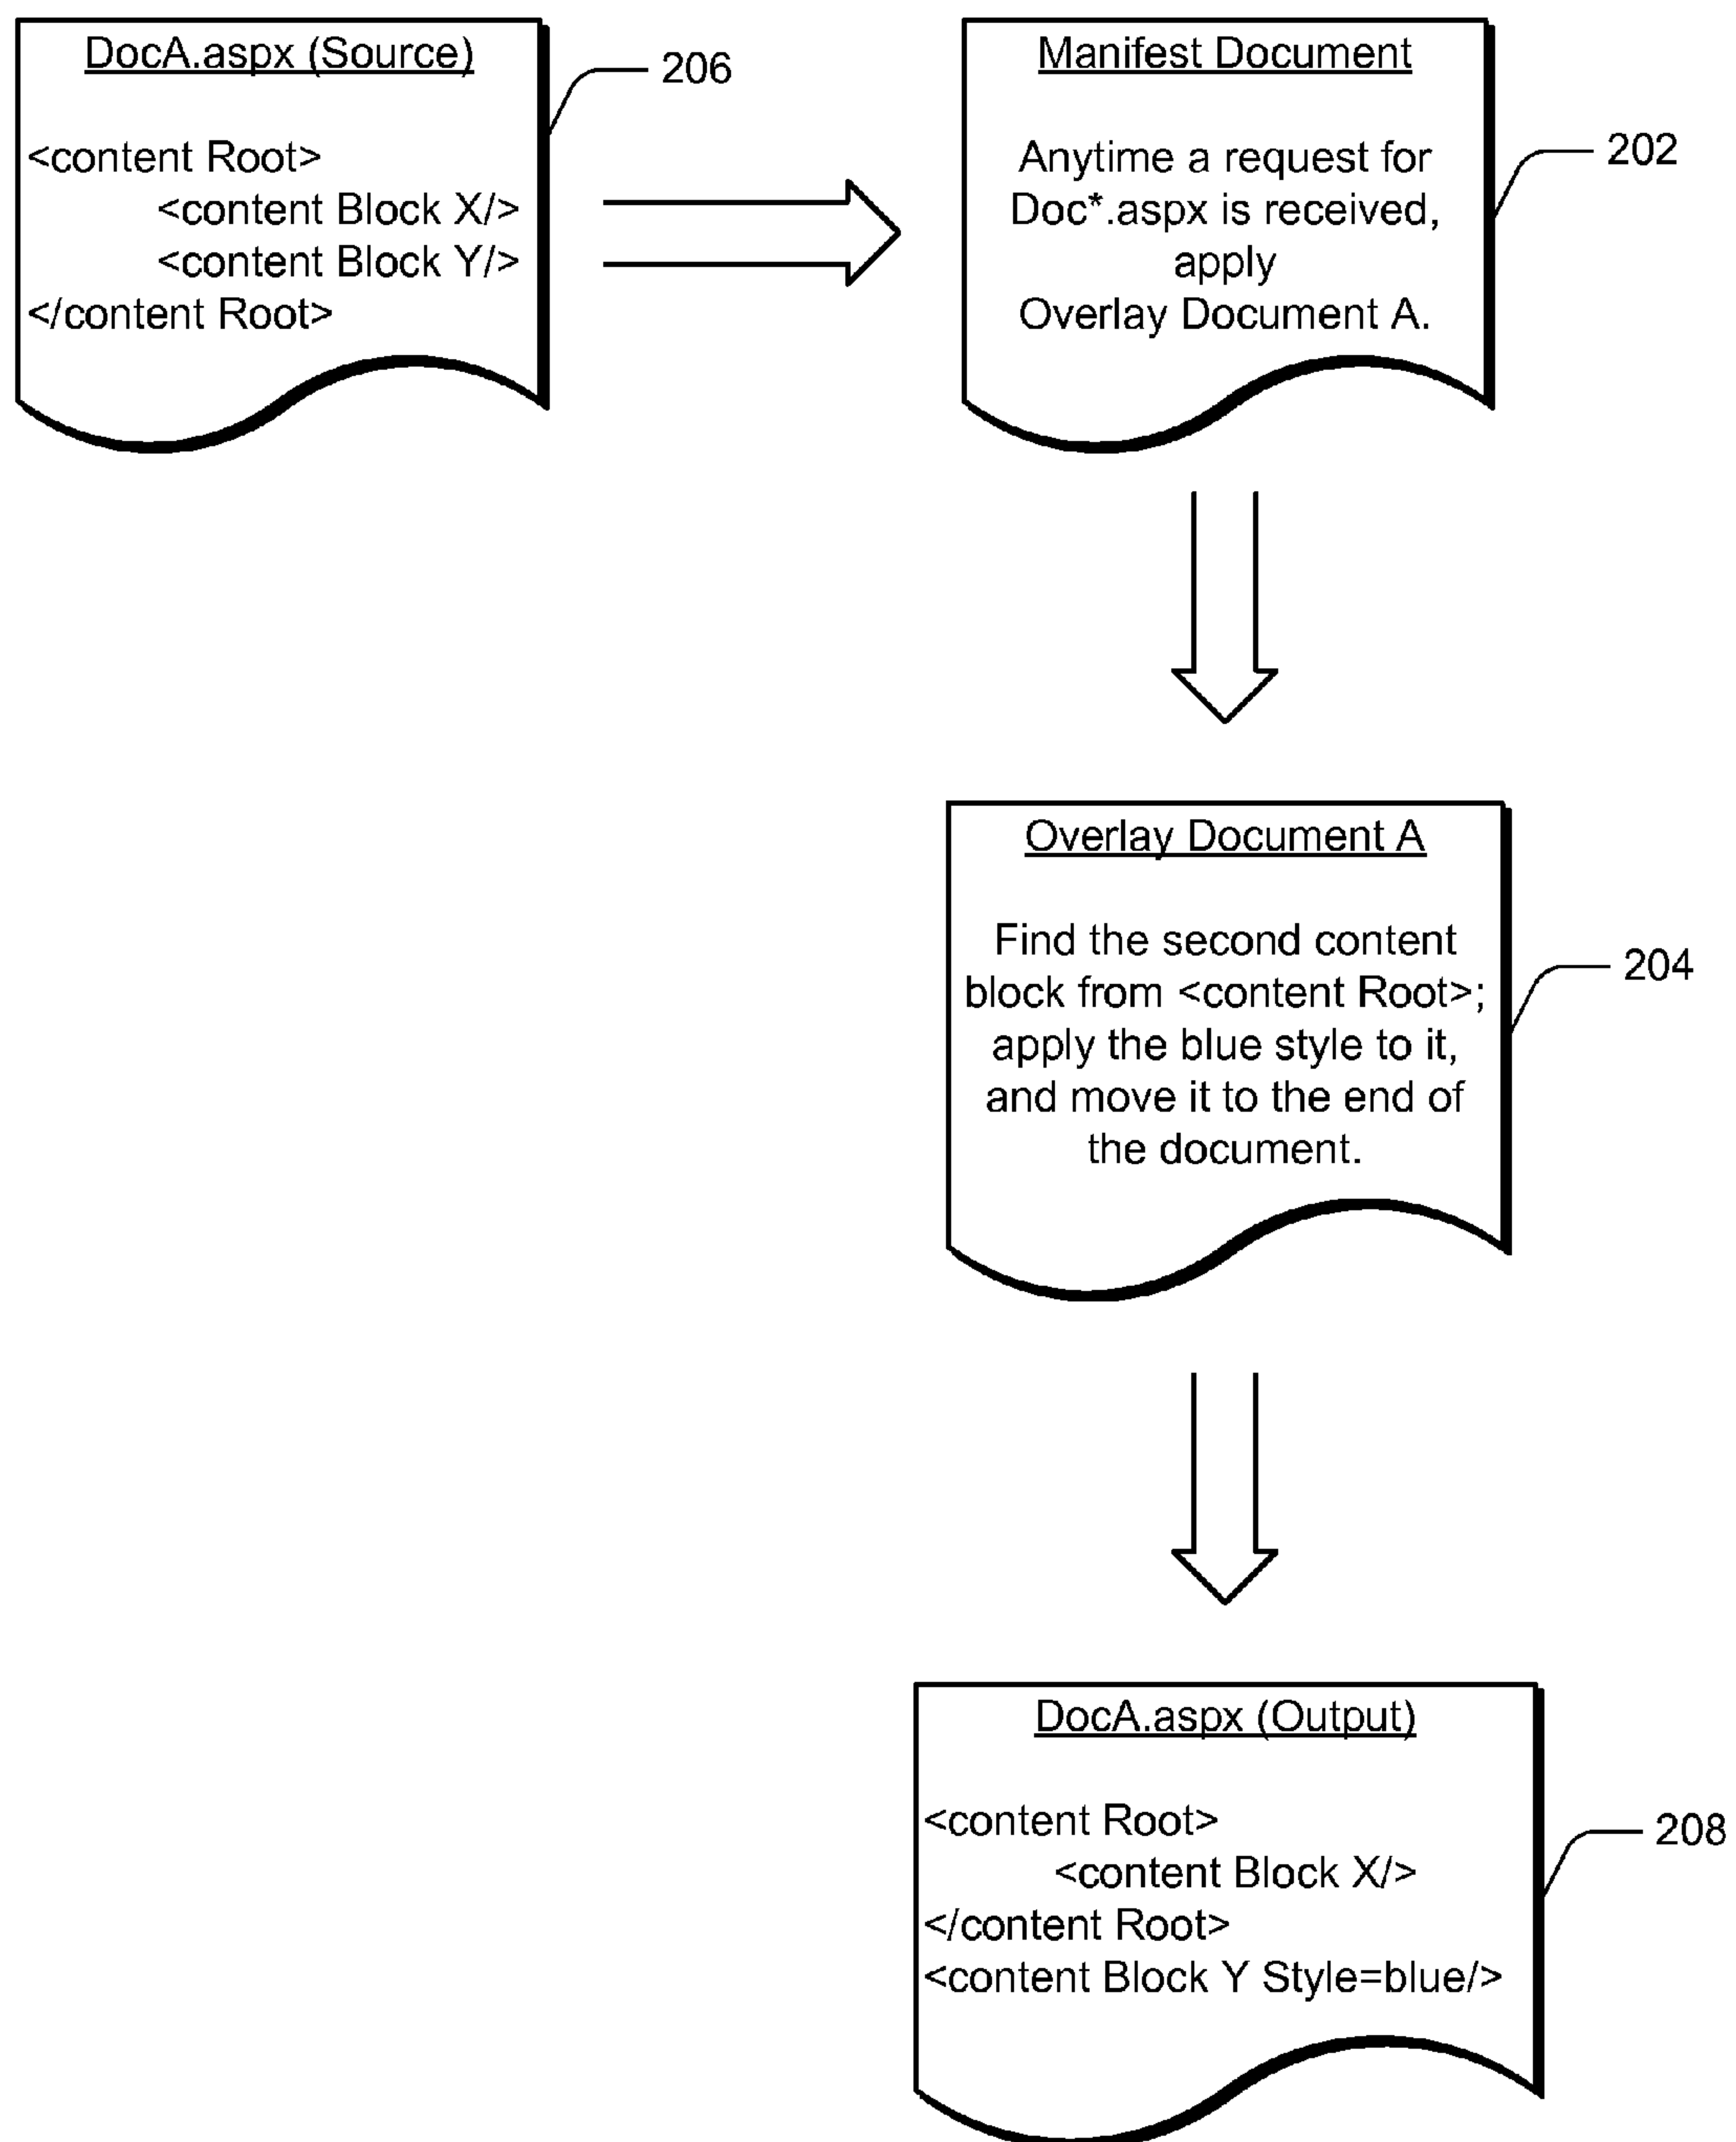 DocA.aspx (Source)
<content Root>
<content Block X/>
<content Block Y/>
</content Root>
206
Manifest Document
Anytime a request for
Doc*.aspx is received,
apply
Overlay Document A.
202
Overlay Document A
Find the second content
block from <content Root>;
apply the blue style to it,
and move it to the end of
the document.
204
DocA.aspx (Output)
<content Root>
<content Block X/>
</content Root>
<content Block Y Style=blue/>
208